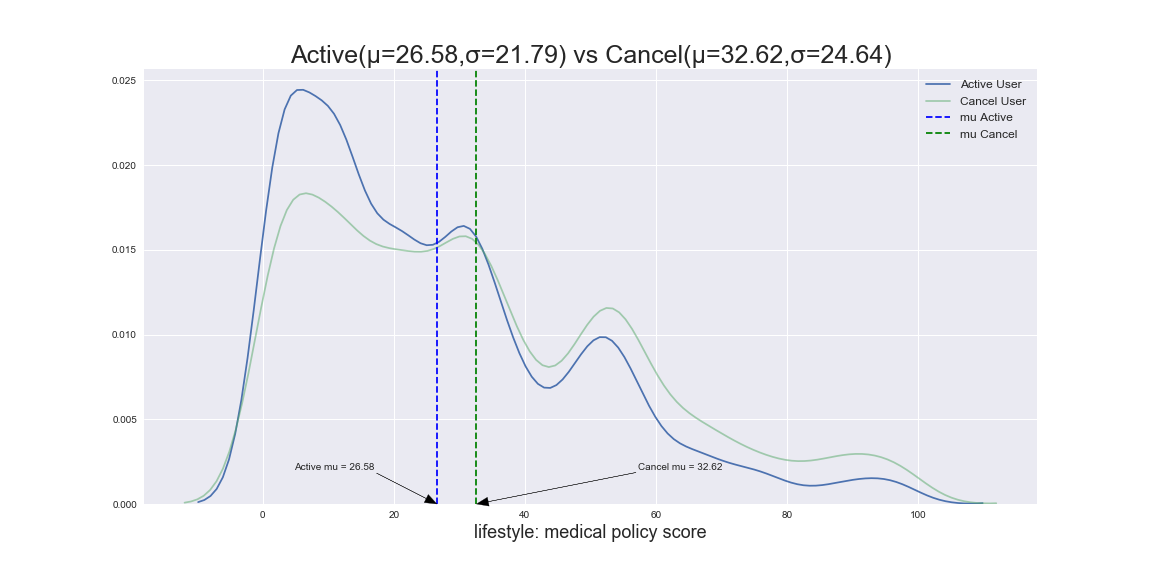 Active(μ=26.58,σ=21.79) vs Cancel(μ=32.62,σ=24.64)
Active User
Cancel User
mu Active
mu Cancel
0.025
0.020
0.015
0.010
0.005
0.000
Active mu = 26.58
Cancel mu = 32.62
0 20 40 60 80 100
lifestyle: medical policy score